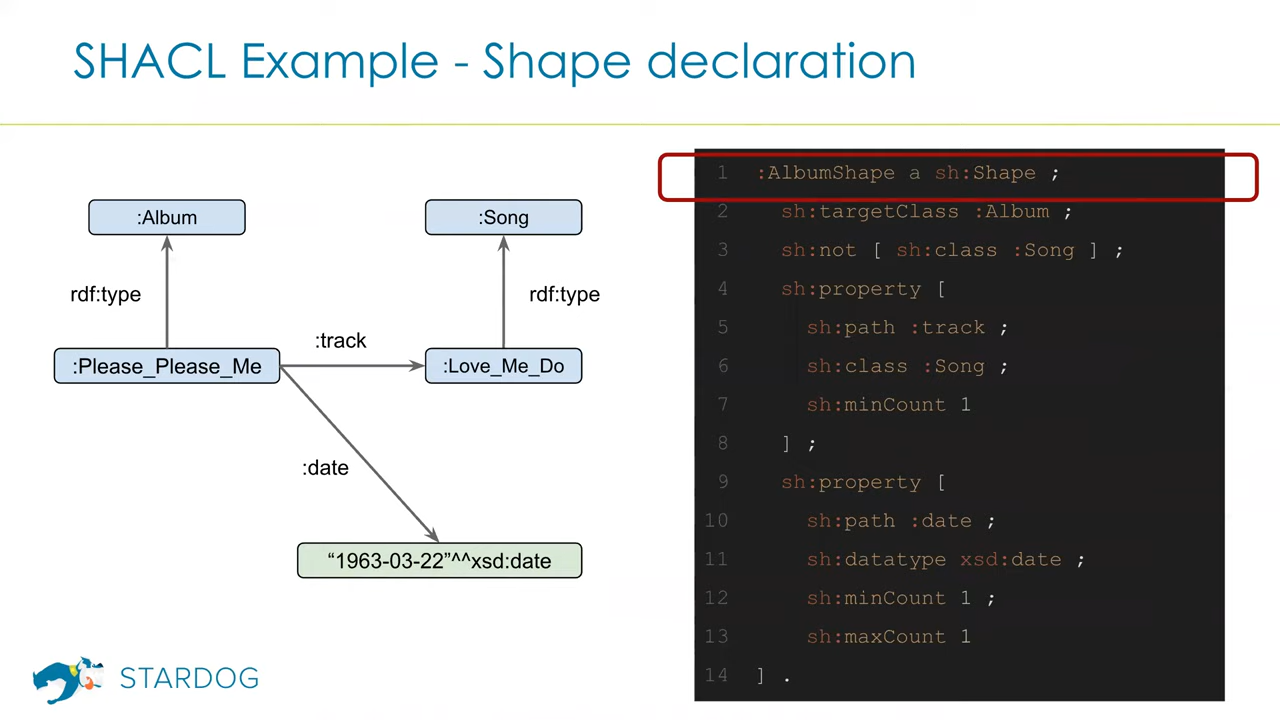 SHACL Example - Shape declaration
:Album
:Song
rdf:type
rdf:type
:track
:Please_Please_Me
:Love_Me_Do
:date
“1963-03-22”^^xsd:date
STARDOG
1 :AlbumShape a sh:Shape ;
2 sh:targetClass :Album ;
3 sh:not [ sh:class :Song ] ;
4 sh:property [
5 sh:path :track ;
6 sh:class :Song ;
7 sh:minCount 1
8 ] ;
9 sh:property [
10 sh:path :date ;
11 sh:datatype xsd:date ;
12 sh:minCount 1 ;
13 sh:maxCount 1
14 ] .